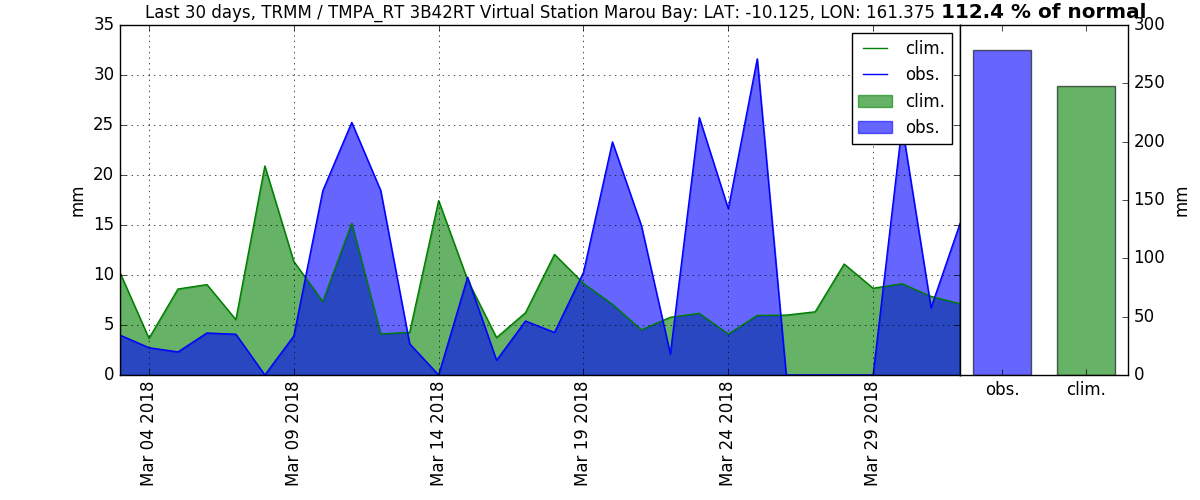 Last 30 days, TRMM / TMPA_RT 3B42RT Virtual Station Marou Bay: LAT: -10.125, LON: 161.375 112.4 % of normal
35
30
25
20
15
10
5
0
mm
clim.
obs.
clim.
obs.
Mar 04 2018
Mar 09 2018
Mar 14 2018
Mar 19 2018
Mar 24 2018
Mar 29 2018
300
250
200
150
100
50
0
mm
obs.
clim.